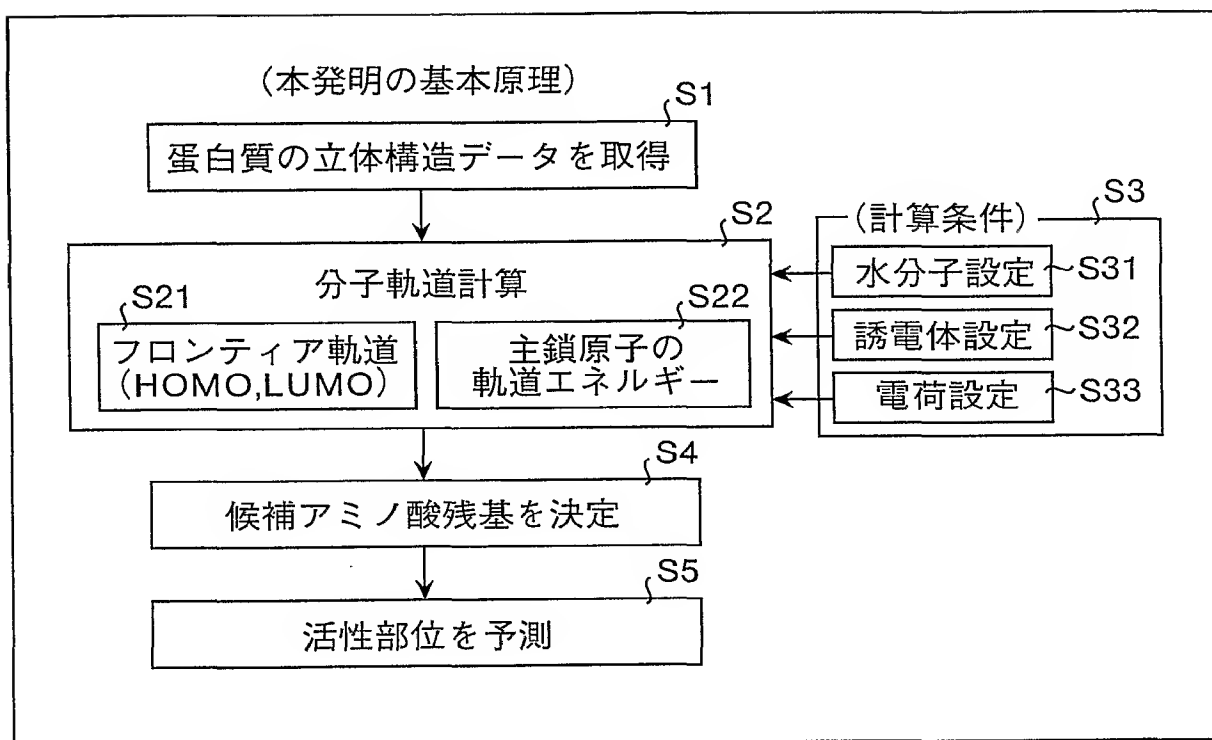 (本発明の基本原理)
S1
蛋白質の立体構造データを取得
S2
分子軌道計算
S21
フロンティア軌道
(HOMO,LUMO)
S22
主鎖原子の
軌道エネルギー
S3
(計算条件)
水分子設定
S31
誘電体設定
S32
電荷設定
S33
S4
候補アミノ酸残基を決定
S5
活性部位を予測